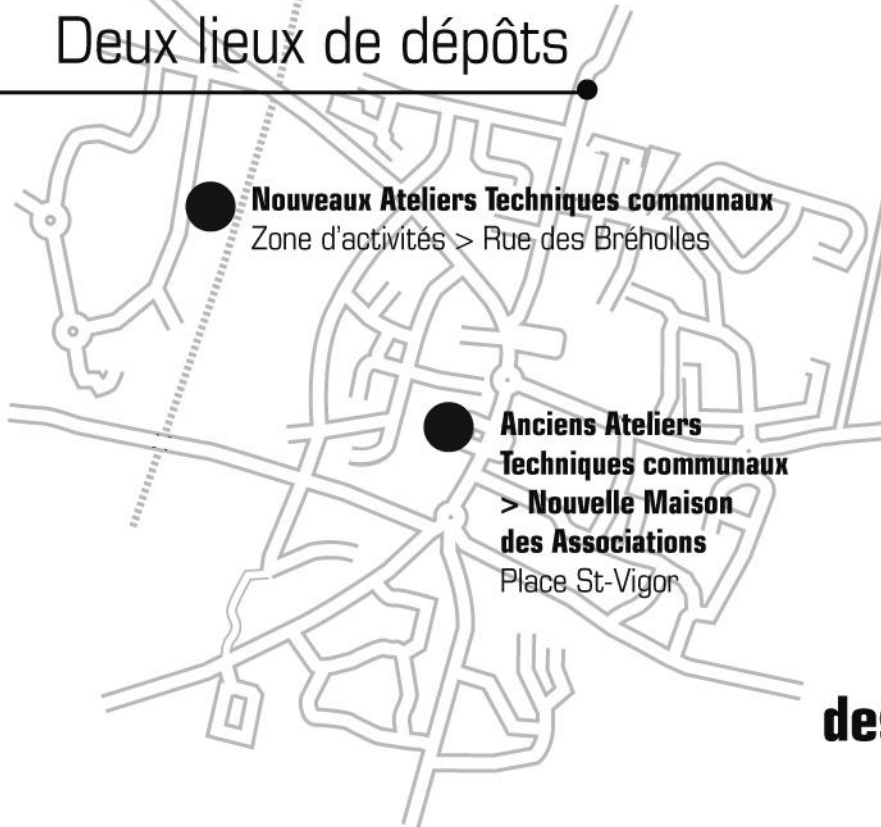 Deux lieux de dépôts
Nouveaux Ateliers Techniques communaux
Zone d'activités > Rue des Bréholles
Anciens Ateliers
Techniques communaux
> Nouvelle Maison
des Associations
Place St-Vigor
des